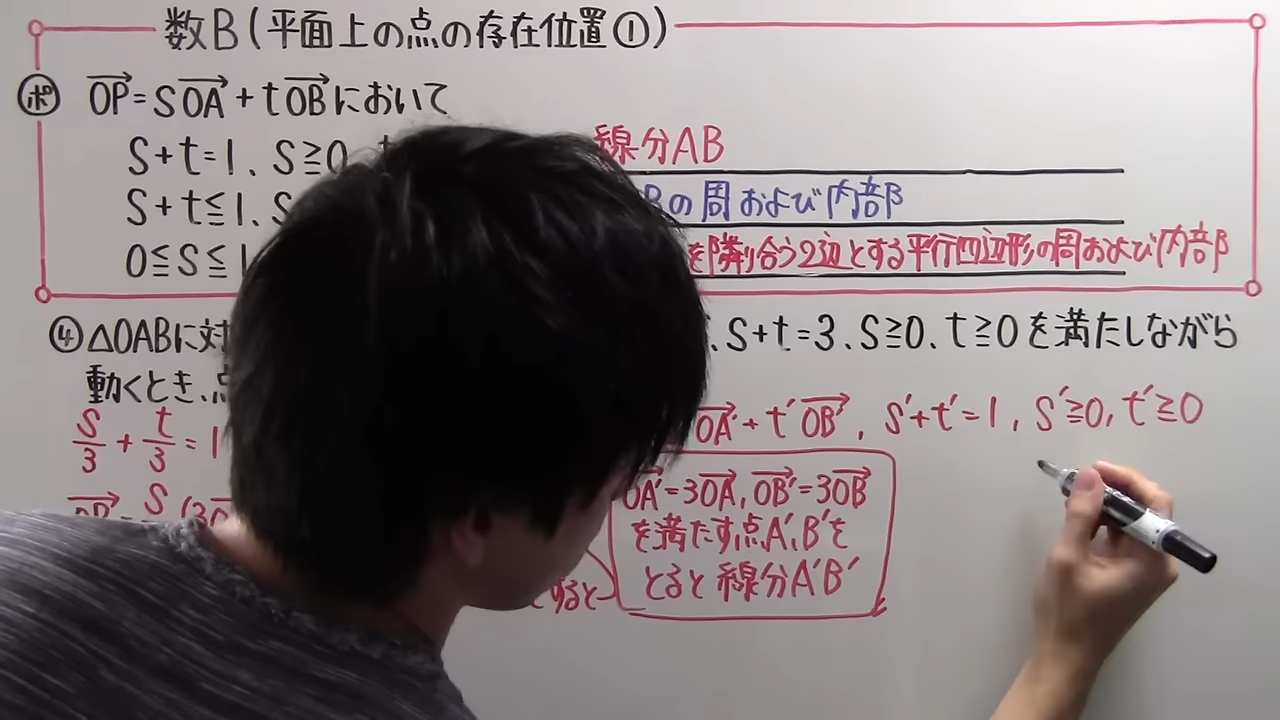 数B(平面上の点の存在位置①)
ポ OP=sOA+tOBにおいて
s+t=1、s≧0 線分AB
s+t≦1、s Bの周および内部
0≦s≦1 を隣り合う2辺とする平行四辺形の周および内部
④△OABに対 s+t=3、s≧0、t≧0を満たしながら
動くとき、点
s/3+t/3=1 OA'+t'OB', s'+t'=1, s'≧0, t'≧0
OP=s (3O
OA'=3OA, OB'=3OB
を満たす点A'、B'を
とると 線分A'B'
すると